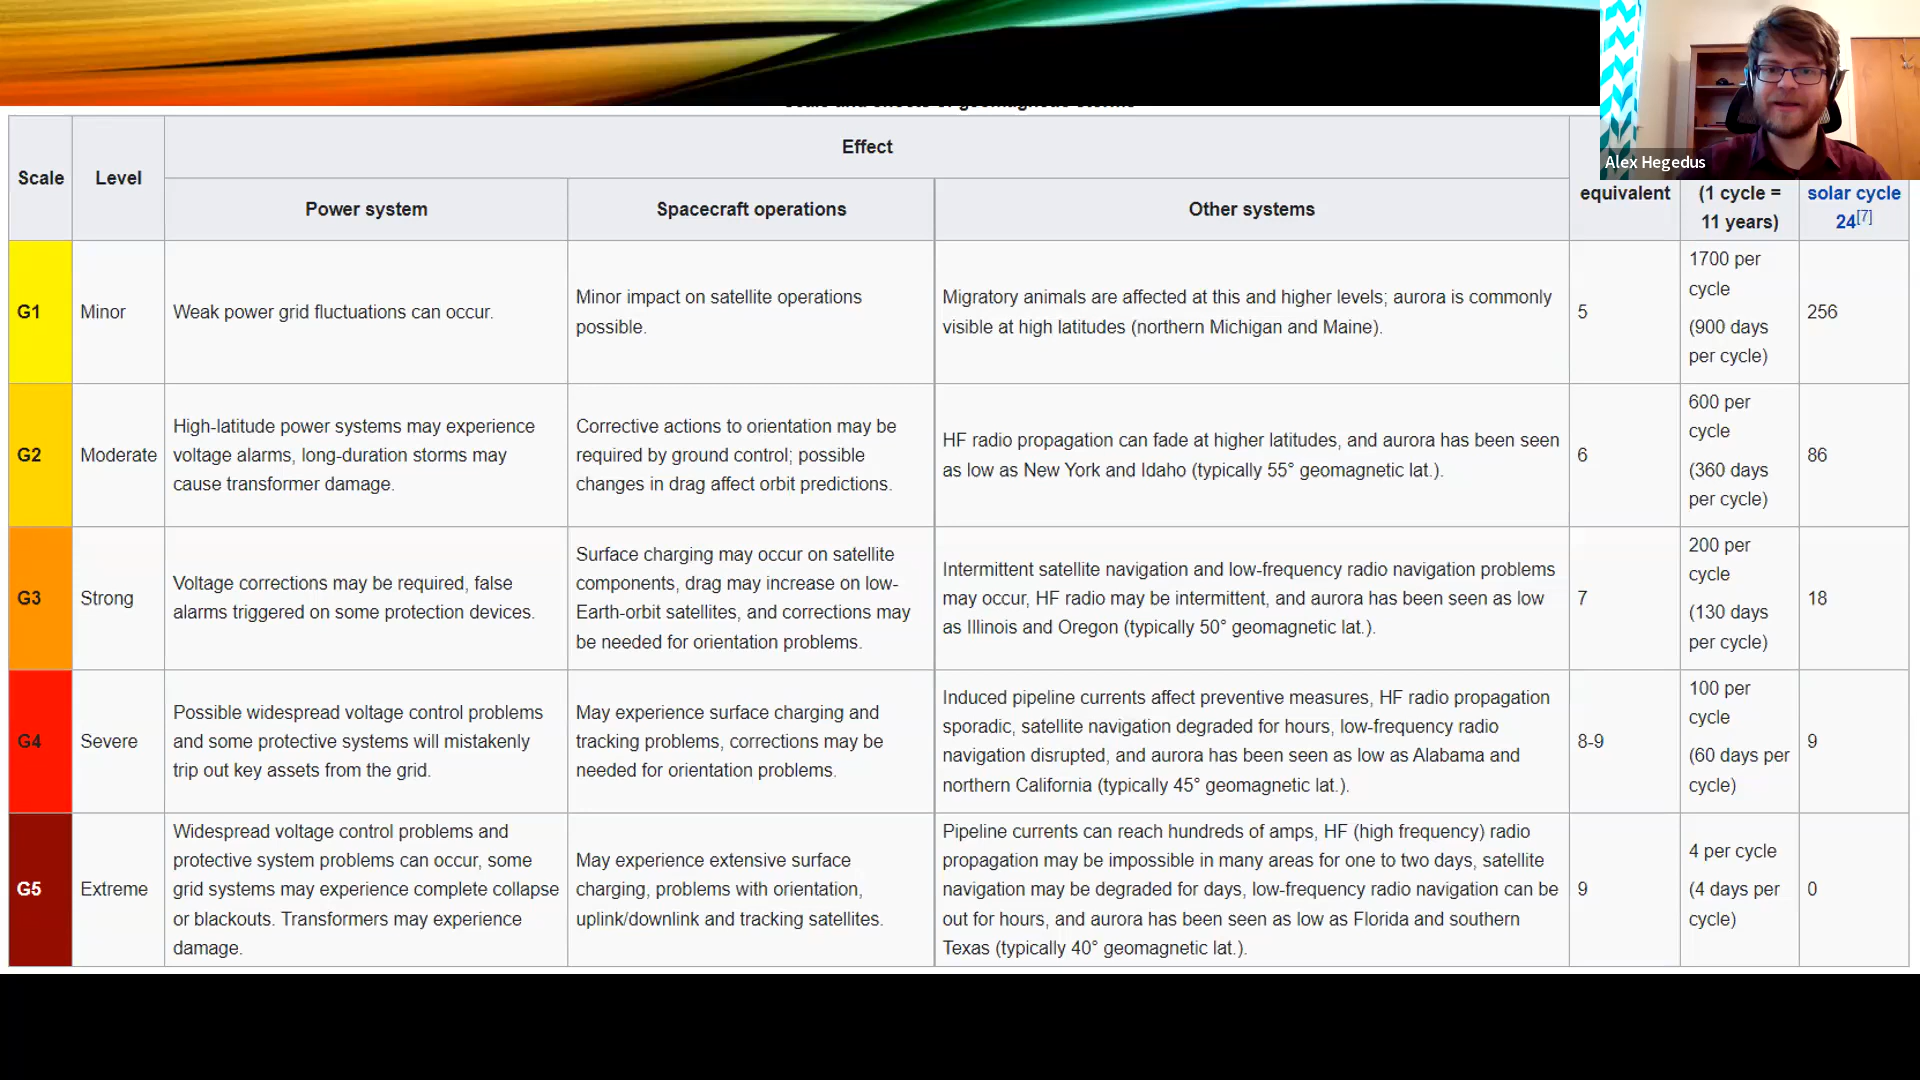 Alex Hegedus
scale and effects of geomagnetic storms
Scale
Level
Effect
Power system
Spacecraft operations
Other systems
equivalent
(1 cycle =
11 years)
solar cycle
24[7]
G1
Minor
Weak power grid fluctuations can occur.
Minor impact on satellite operations
possible.
Migratory animals are affected at this and higher levels; aurora is commonly
visible at high latitudes (northern Michigan and Maine).
5
1700 per
cycle
(900 days
per cycle)
256
G2
Moderate
High-latitude power systems may experience
voltage alarms, long-duration storms may
cause transformer damage.
Corrective actions to orientation may be
required by ground control; possible
changes in drag affect orbit predictions.
HF radio propagation can fade at higher latitudes, and aurora has been seen
as low as New York and Idaho (typically 55° geomagnetic lat.).
6
600 per
cycle
(360 days
per cycle)
86
G3
Strong
Voltage corrections may be required, false
alarms triggered on some protection devices.
Surface charging may occur on satellite
components, drag may increase on low-
Earth-orbit satellites, and corrections may
be needed for orientation problems.
Intermittent satellite navigation and low-frequency radio navigation problems
may occur, HF radio may be intermittent, and aurora has been seen as low
as Illinois and Oregon (typically 50° geomagnetic lat.).
7
200 per
cycle
(130 days
per cycle)
18
G4
Severe
Possible widespread voltage control problems
and some protective systems will mistakenly
trip out key assets from the grid.
May experience surface charging and
tracking problems, corrections may be
needed for orientation problems.
Induced pipeline currents affect preventive measures, HF radio propagation
sporadic, satellite navigation degraded for hours, low-frequency radio
navigation disrupted, and aurora has been seen as low as Alabama and
northern California (typically 45° geomagnetic lat.).
8-9
100 per
cycle
(60 days per
cycle)
9
G5
Extreme
Widespread voltage control problems and
protective system problems can occur, some
grid systems may experience complete collapse
or blackouts. Transformers may experience
damage.
May experience extensive surface
charging, problems with orientation,
uplink/downlink and tracking satellites.
Pipeline currents can reach hundreds of amps, HF (high frequency) radio
propagation may be impossible in many areas for one to two days, satellite
navigation may be degraded for days, low-frequency radio navigation can be
out for hours, and aurora has been seen as low as Florida and southern
Texas (typically 40° geomagnetic lat.).
9
4 per cycle
(4 days per
cycle)
0